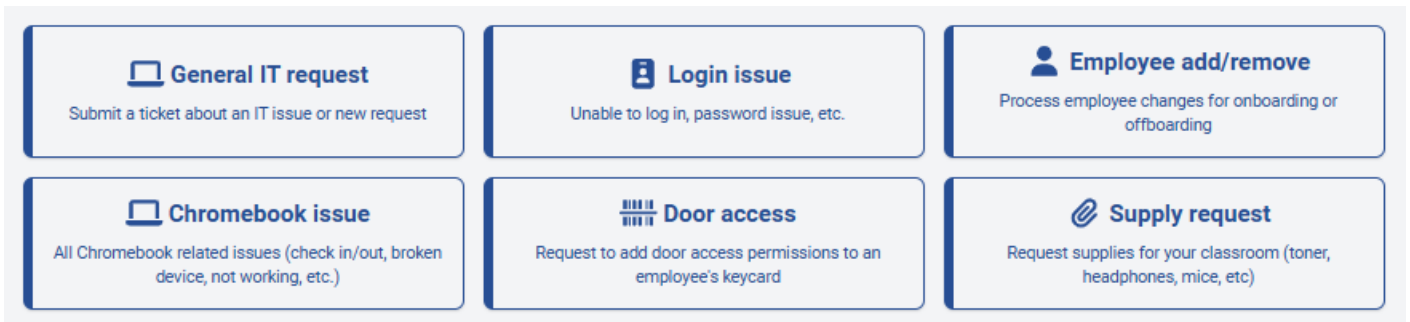 General IT request
Submit a ticket about an IT issue or new request
Login issue
Unable to log in, password issue, etc.
Employee add/remove
Process employee changes for onboarding or
offboarding
Chromebook issue
All Chromebook related issues (check in/out, broken
device, not working, etc.)
Door access
Request to add door access permissions to an
employee's keycard
Supply request
Request supplies for your classroom (toner,
headphones, mice, etc)